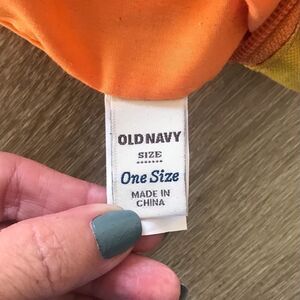 OLD NAVY
SIZE
One Size
MADE IN
CHINA